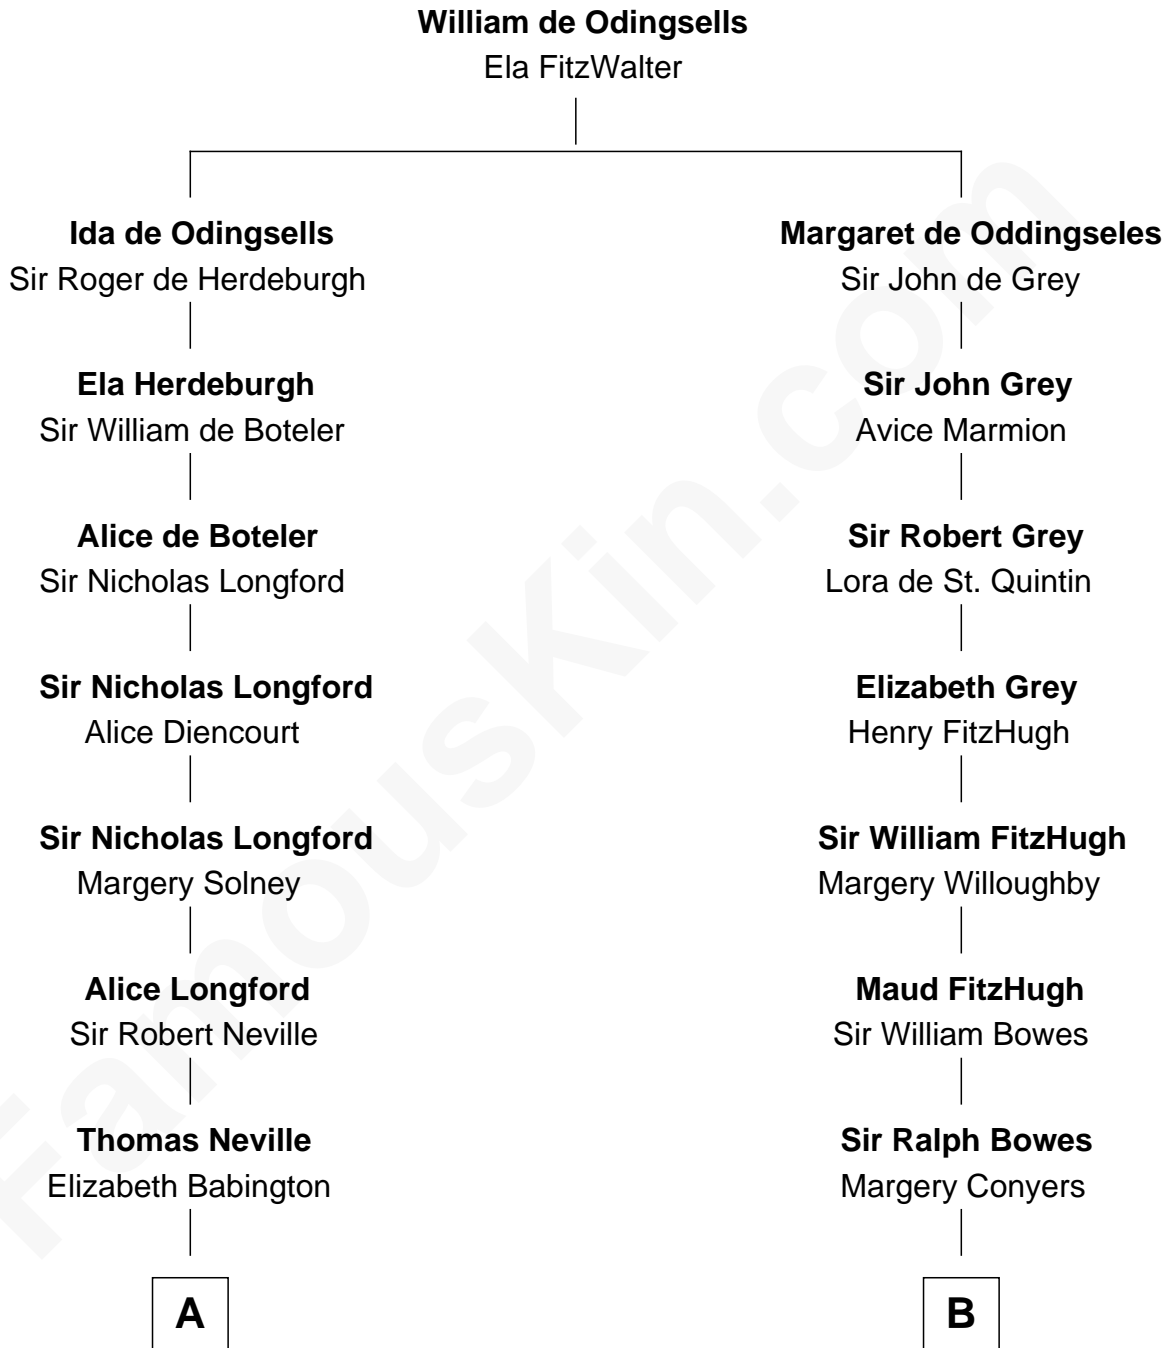 William de Odingsells
Ela FitzWalter
Ida de Odingsells
Sir Roger de Herdeburgh
Margaret de Oddingseles
Sir John de Grey
Ela Herdeburgh
Sir William de Boteler
Sir John Grey
Avice Marmion
Alice de Boteler
Sir Nicholas Longford
Sir Robert Grey
Lora de St. Quintin
Sir Nicholas Longford
Alice Diencourt
Elizabeth Grey
Henry FitzHugh
Sir Nicholas Longford
Margery Solney
Sir William FitzHugh
Margery Willoughby
Alice Longford
Sir Robert Neville
Maud FitzHugh
Sir William Bowes
Thomas Neville
Elizabeth Babington
Sir Ralph Bowes
Margery Conyers
A
B
FamousKin.com